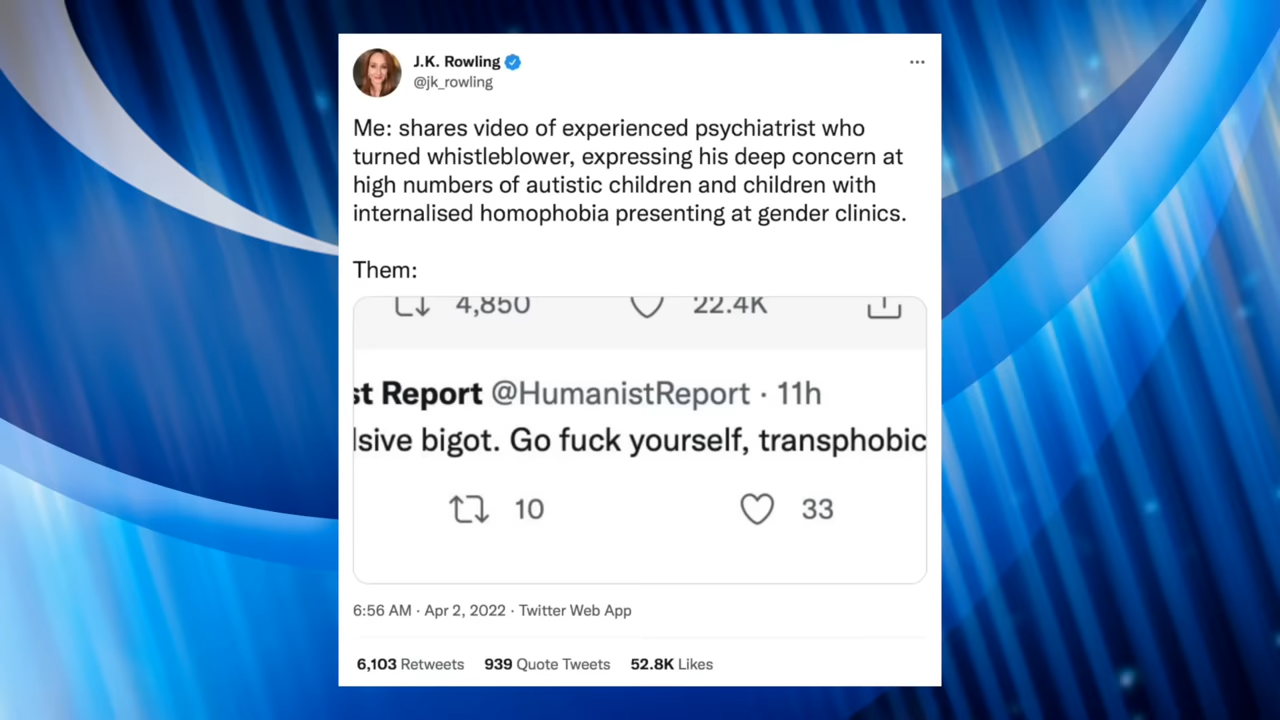 J.K. Rowling
@jk_rowling
Me: shares video of experienced psychiatrist who
turned whistleblower, expressing his deep concern at
high numbers of autistic children and children with
internalised homophobia presenting at gender clinics.
Them:
4,850 22.4K
st Report @HumanistReport · 11h
lsive bigot. Go fuck yourself, transphobic
10 33
6:56 AM · Apr 2, 2022 · Twitter Web App
6,103 Retweets 939 Quote Tweets 52.8K Likes